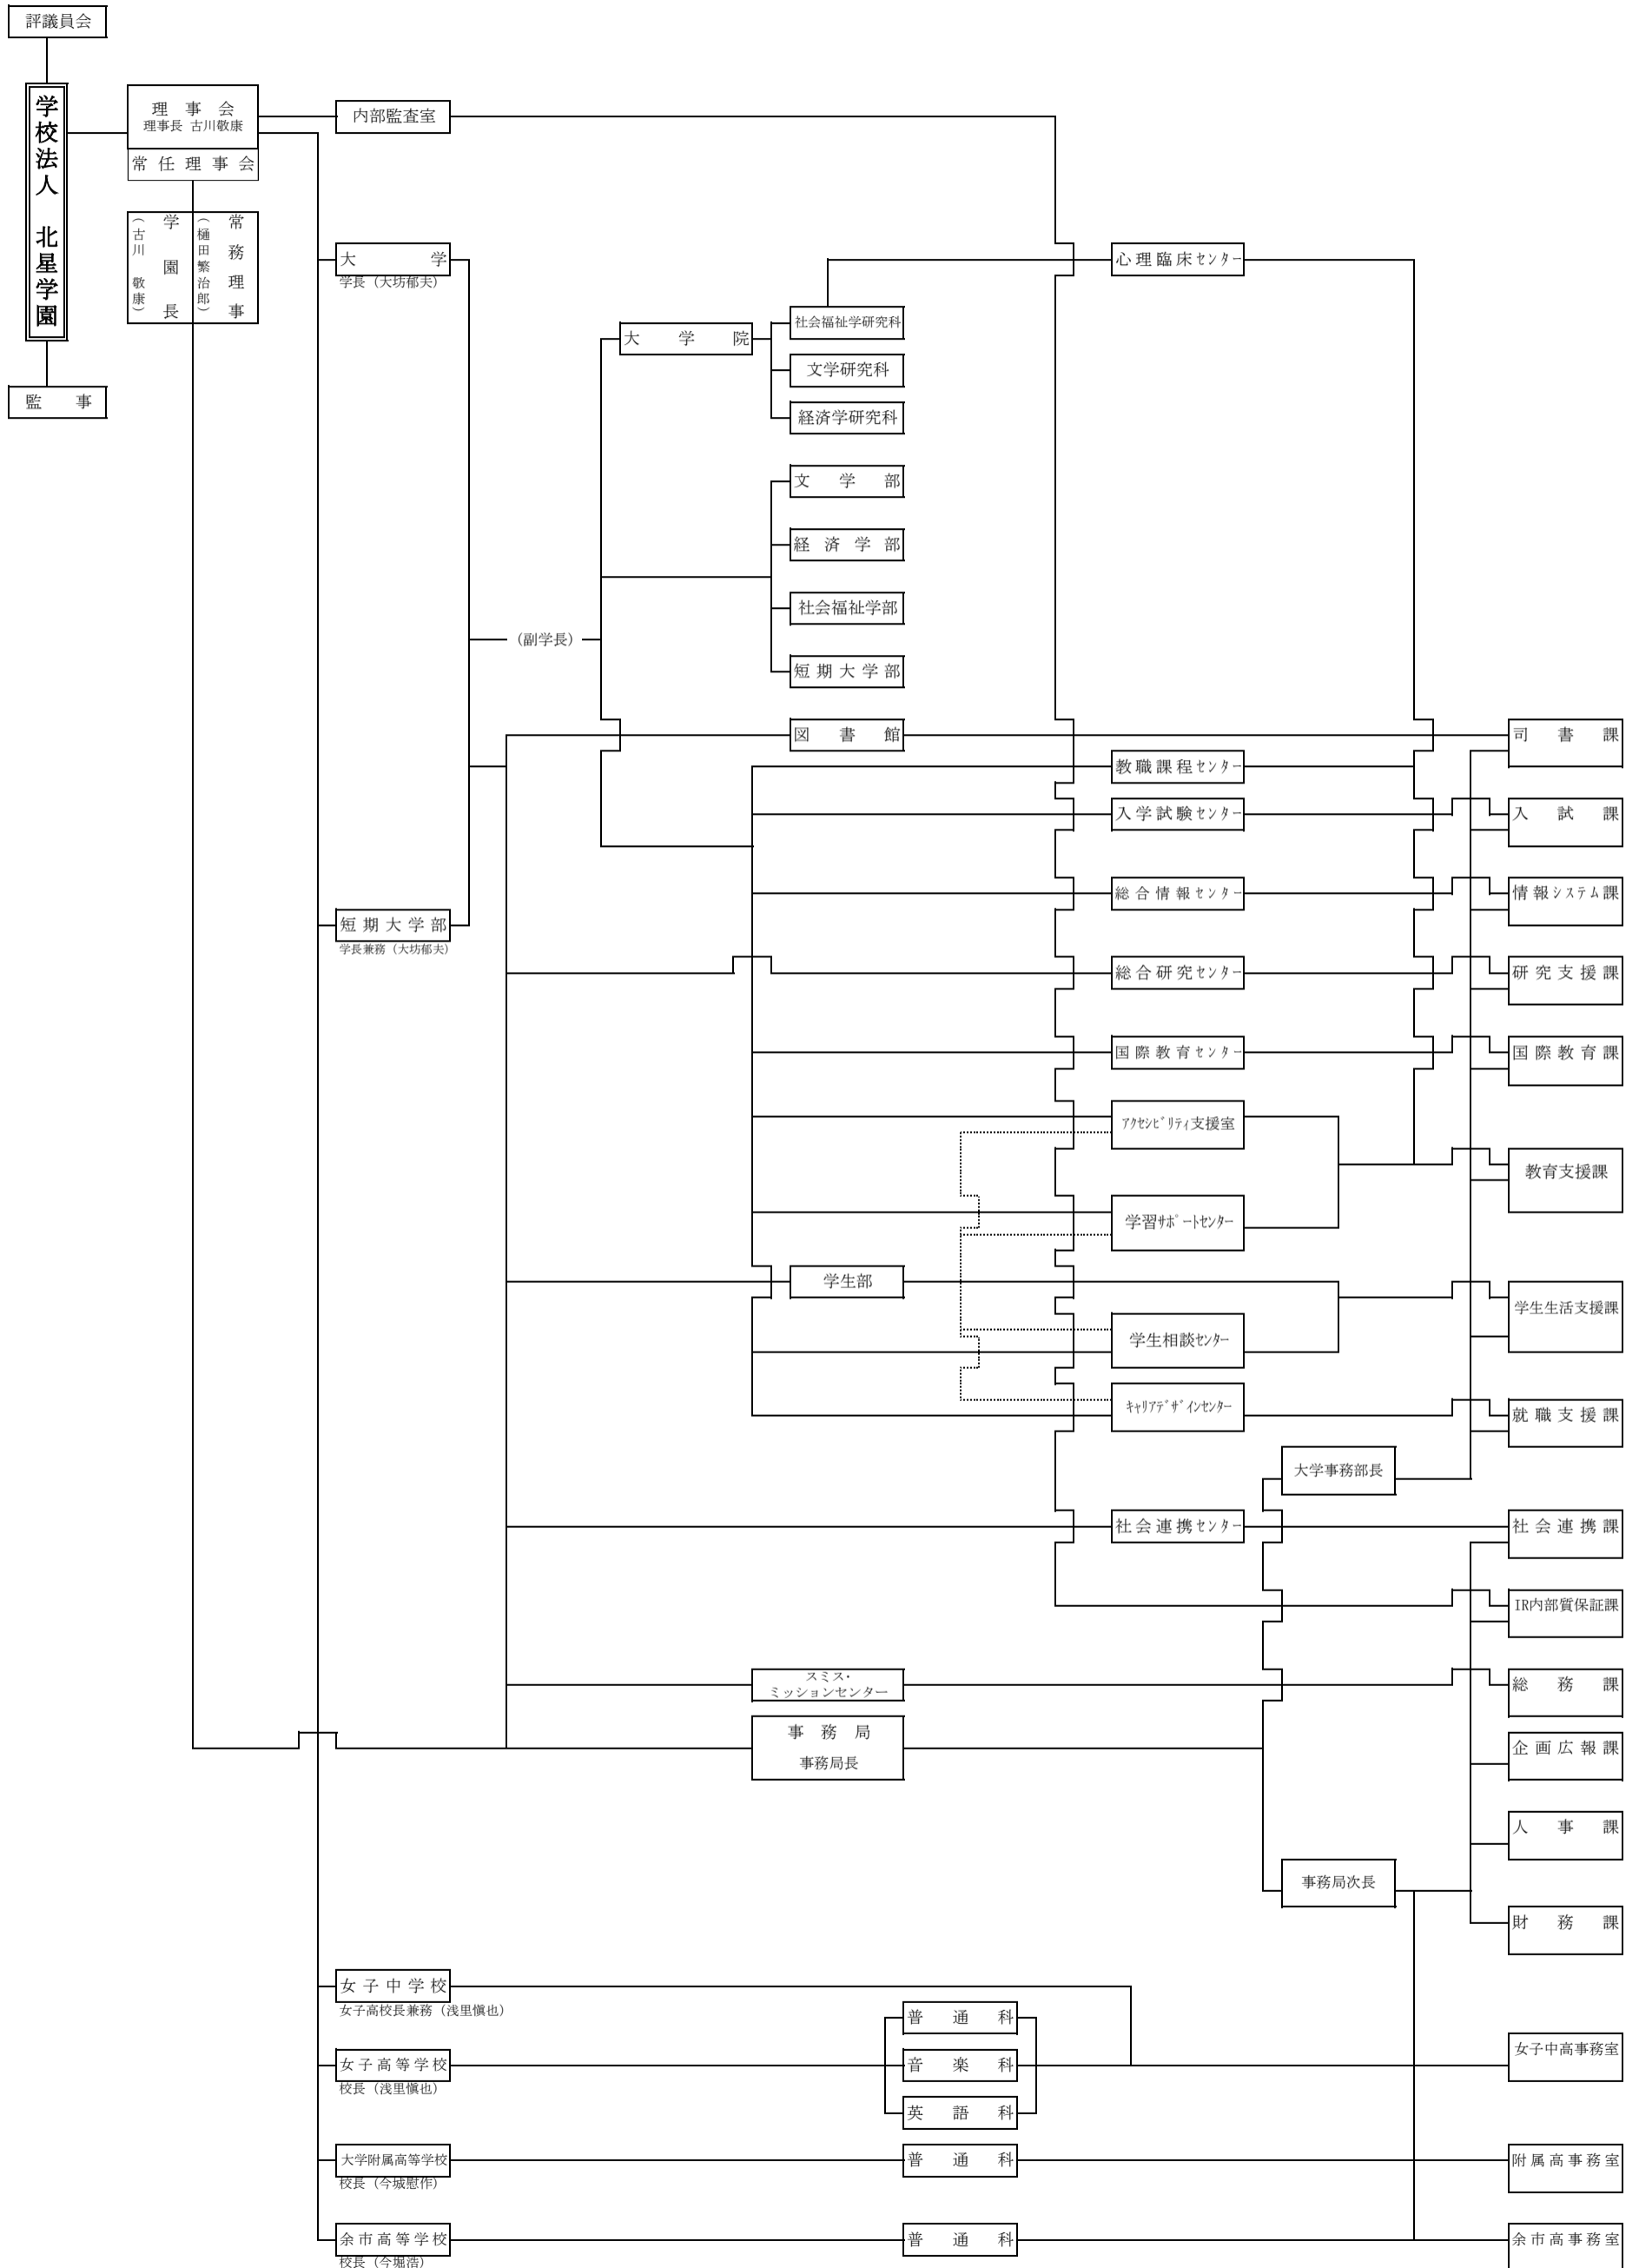 評議員会
学校法人 北星学園
監事
理事会
理事長 古川敬康
常任理事会
学園長
(古川 敬康)
常務理事
(樋田繁治郎)
内部監査室
大学
学長(大坊郁夫)
心理臨床センター
大学院
社会福祉学研究科
文学研究科
経済学研究科
文学部
経済学部
社会福祉学部
(副学長)
短期大学部
図書館
司書課
教職課程センター
入学試験センター
入試課
総合情報センター
情報システム課
短期大学部
学長兼務(大坊郁夫)
総合研究センター
研究支援課
国際教育センター
国際教育課
アクセシビリティ支援室
教育支援課
学習サポートセンター
学生部
学生生活支援課
学生相談センター
キャリアデザインセンター
就職支援課
大学事務部長
社会連携センター
社会連携課
IR内部質保証課
スミス・
ミッションセンター
総務課
事務局
事務局長
企画広報課
人事課
事務局次長
財務課
女子中学校
女子高校長兼務(浅里愼也)
普通科
女子高等学校
校長(浅里愼也)
音楽科
女子中高事務室
英語科
大学附属高等学校
校長(今城慰作)
普通科
附属高事務室
余市高等学校
校長(今堀浩)
普通科
余市高事務室